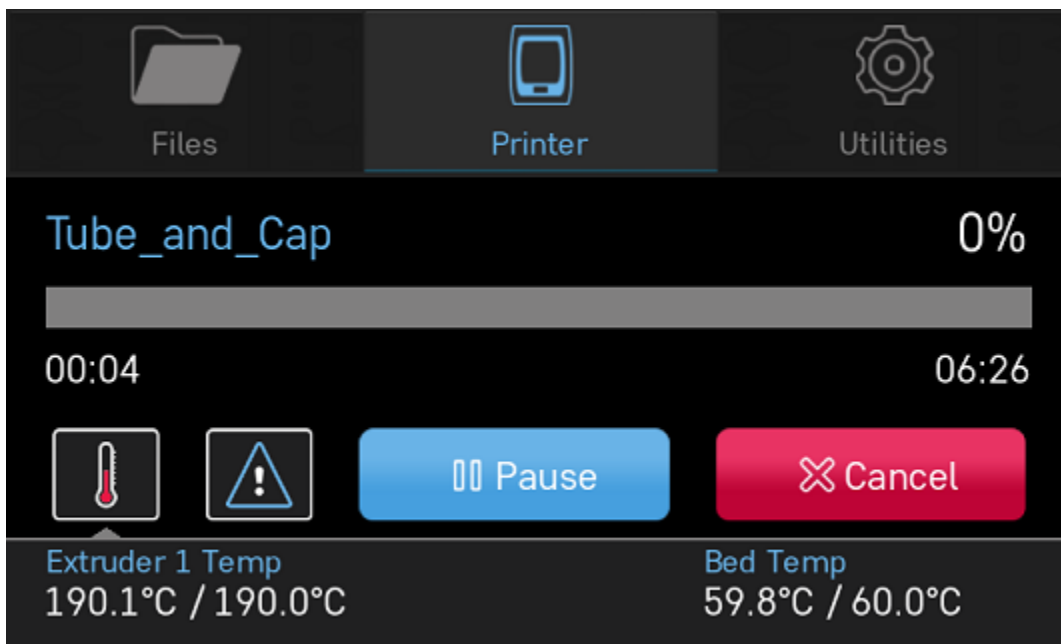 Files
Printer
Utilities
Tube_and_Cap
0%
00:04
06:26
Pause
Cancel
Extruder 1 Temp
190.1°C / 190.0°C
Bed Temp
59.8°C / 60.0°C